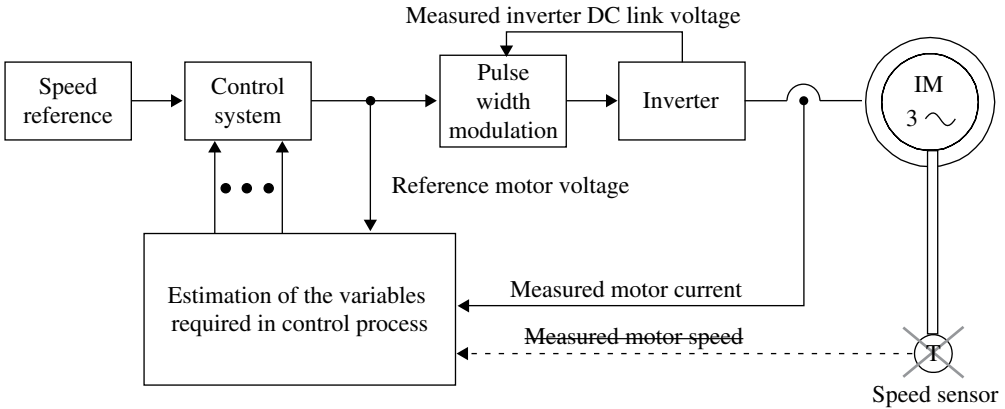 Measured inverter DC link voltage
Speed
reference
Control
system
Pulse
width
modulation
Inverter
IM
3
Reference motor voltage
Estimation of the variables
required in control process
Measured motor current
Measured motor speed
T
Speed sensor